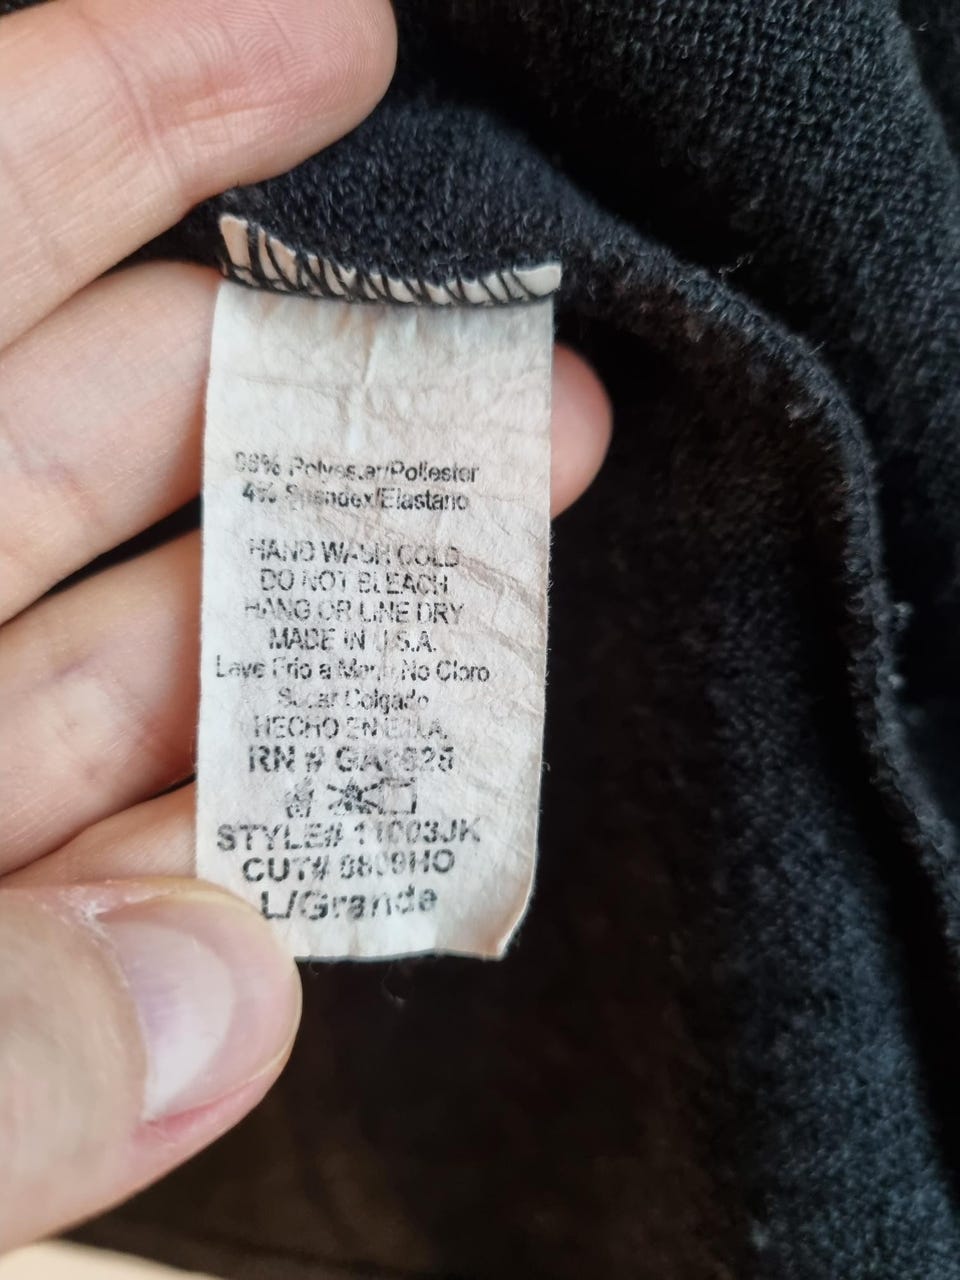 96% Polyester/Poliester
4% Spandex/Elastano
HAND WASH COLD
DO NOT BLEACH
HANG OR LINE DRY
MADE IN U.S.A.
Lave Frio a Mano No Cloro
Secar Colgado
HECHO EN E.U.A.
RN #
STYLE# 11003JK
CUT#
L/Grande